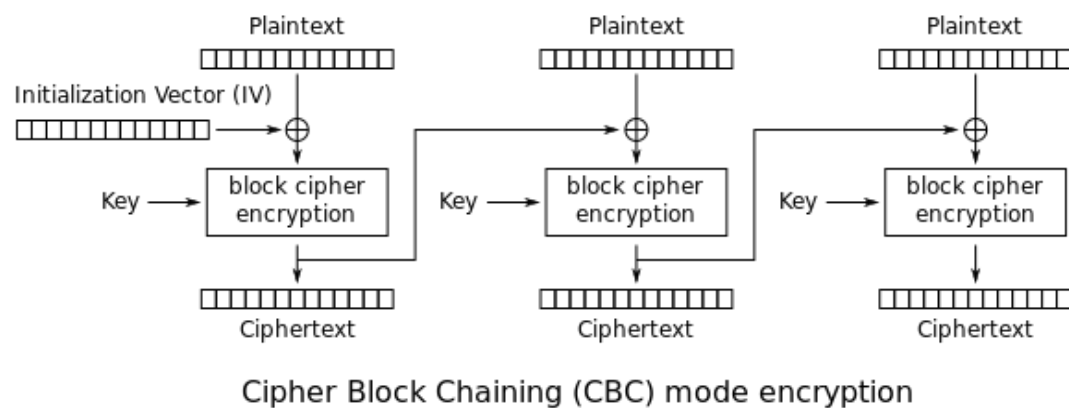 Plaintext
Plaintext
Plaintext
Initialization Vector (IV)
Key
block cipher
encryption
Key
block cipher
encryption
Key
block cipher
encryption
Ciphertext
Ciphertext
Ciphertext
Cipher Block Chaining (CBC) mode encryption